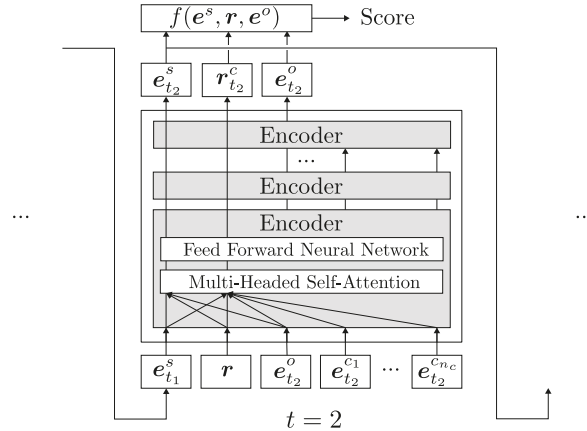 f(e^s, r, e^o) Score
e^s_{t_2} r^c_{t_2} e^o_{t_2}
Encoder
...
Encoder
Encoder
... ...
Feed Forward Neural Network
Multi-Headed Self-Attention
e^s_{t_1} r e^o_{t_2} e^{c_1}_{t_2} ... e^{c_{n_c}}_{t_2}
t = 2